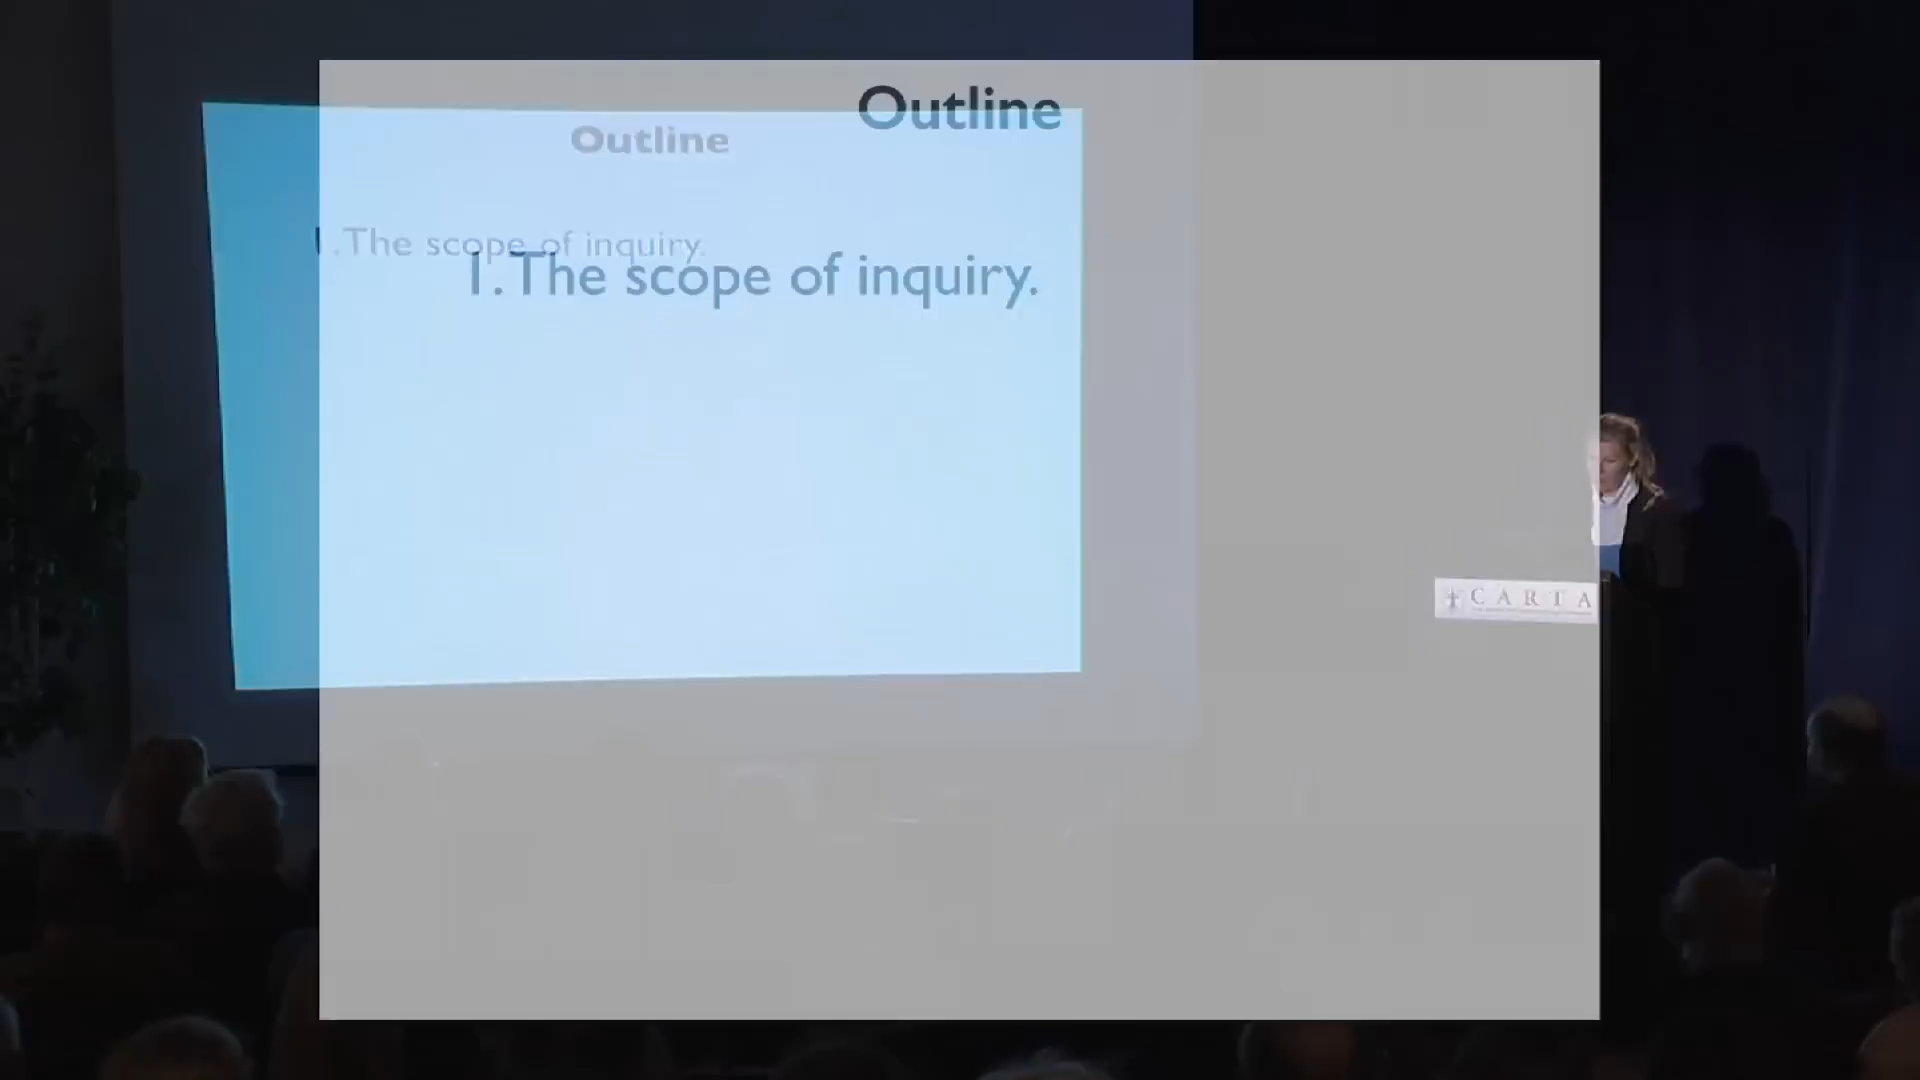 Outline
Outline
1.The scope of inquiry.
1.The scope of inquiry.
CARTA